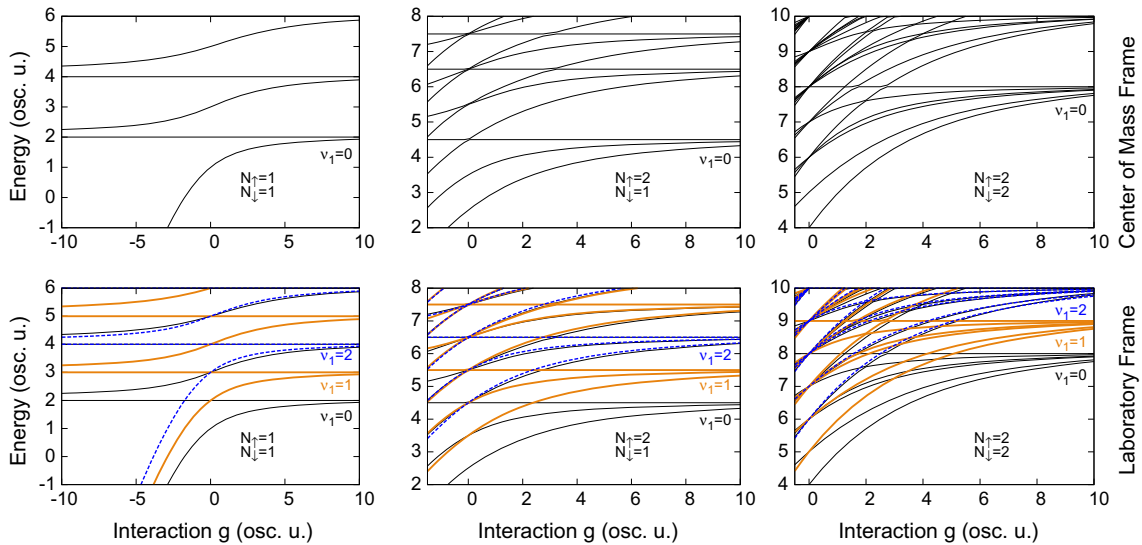 Energy (osc. u.)
6
5
4
3
2
1
0
-1
-10
-5
0
5
10
ν₁=0
N↑=1
N↓=1
8
7
6
5
4
3
2
0
2
4
6
8
10
ν₁=0
N↑=2
N↓=1
10
9
8
7
6
5
4
0
2
4
6
8
10
ν₁=0
N↑=2
N↓=2
Center of Mass Frame
Energy (osc. u.)
6
5
4
3
2
1
0
-1
-10
-5
0
5
10
ν₁=2
ν₁=1
ν₁=0
N↑=1
N↓=1
Interaction g (osc. u.)
8
7
6
5
4
3
2
0
2
4
6
8
10
ν₁=2
ν₁=1
ν₁=0
N↑=2
N↓=1
Interaction g (osc. u.)
10
9
8
7
6
5
4
0
2
4
6
8
10
ν₁=2
ν₁=1
ν₁=0
N↑=2
N↓=2
Interaction g (osc. u.)
Laboratory Frame